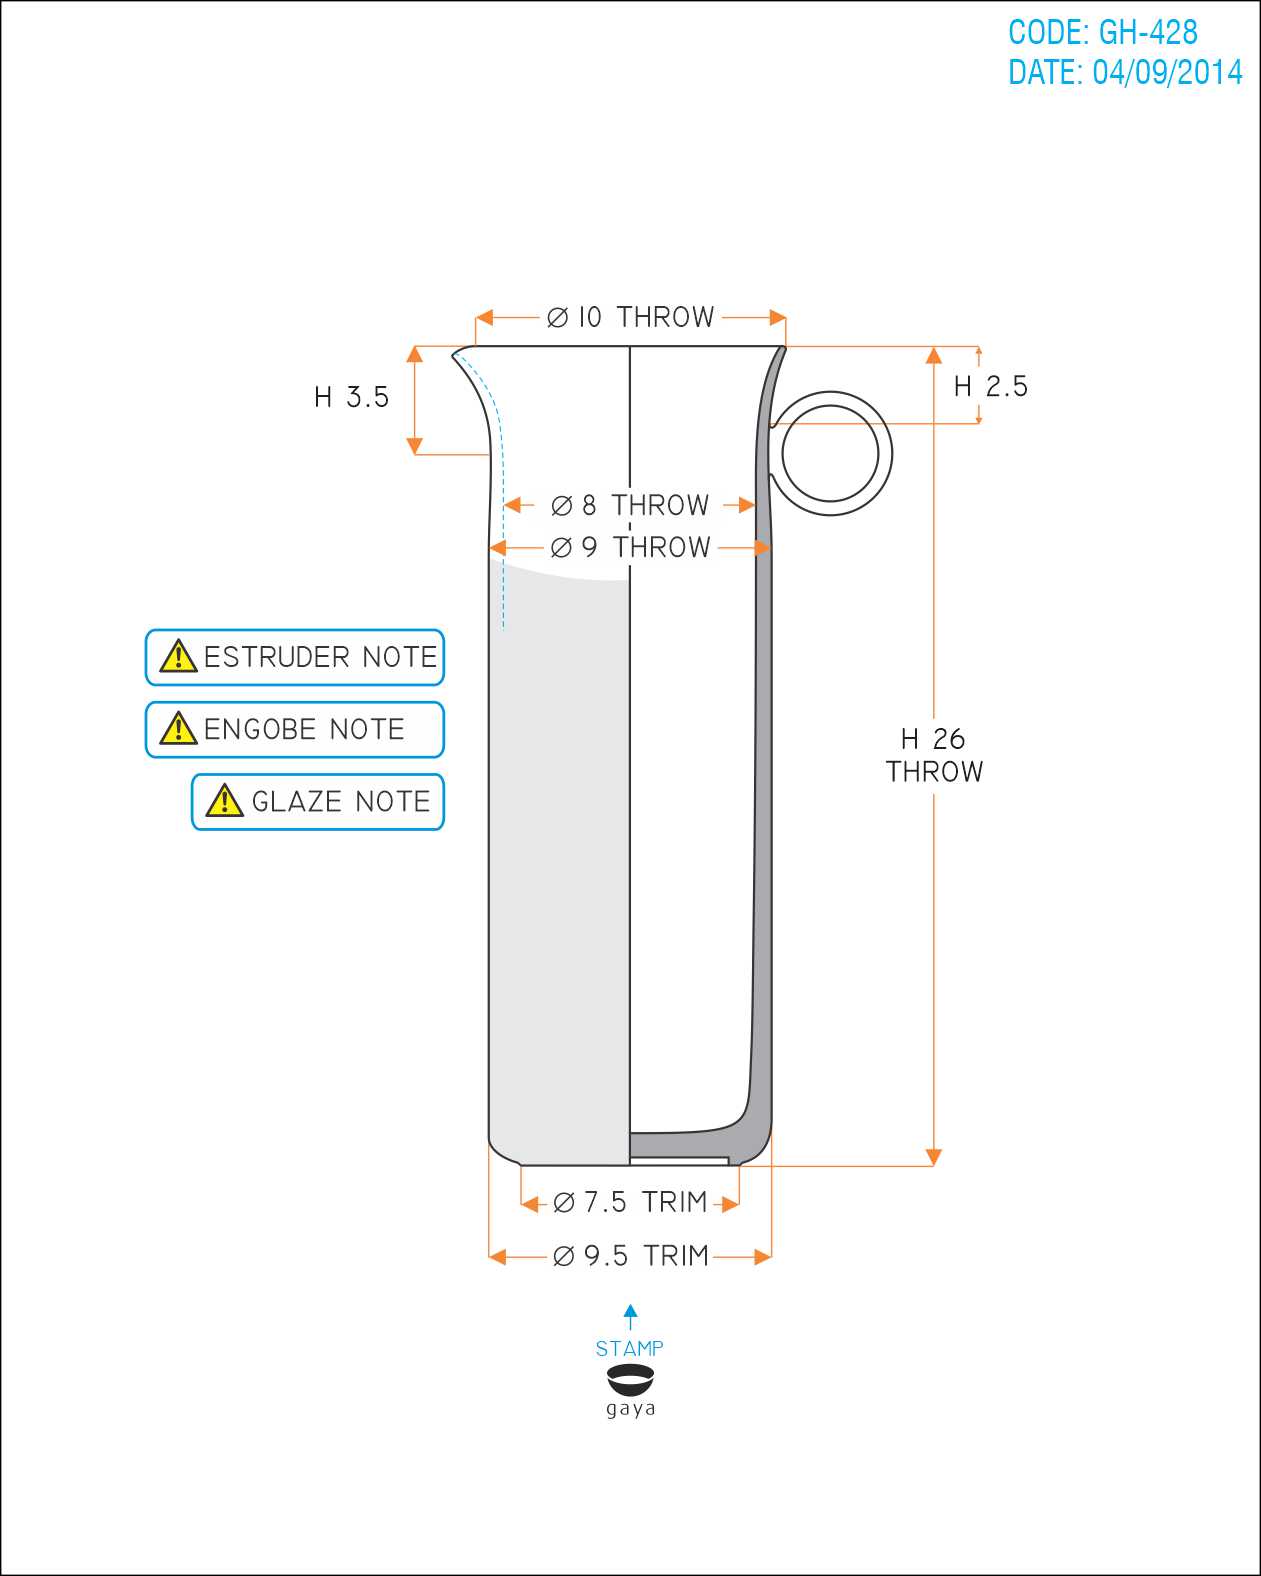 CODE: GH-428
DATE: 04/09/2014
Ø 10 THROW
H 3.5
H 2.5
Ø 8 THROW
Ø 9 THROW
ESTRUDER NOTE
ENGOBE NOTE
GLAZE NOTE
H 26
THROW
Ø 7.5 TRIM
Ø 9.5 TRIM
STAMP
gaya